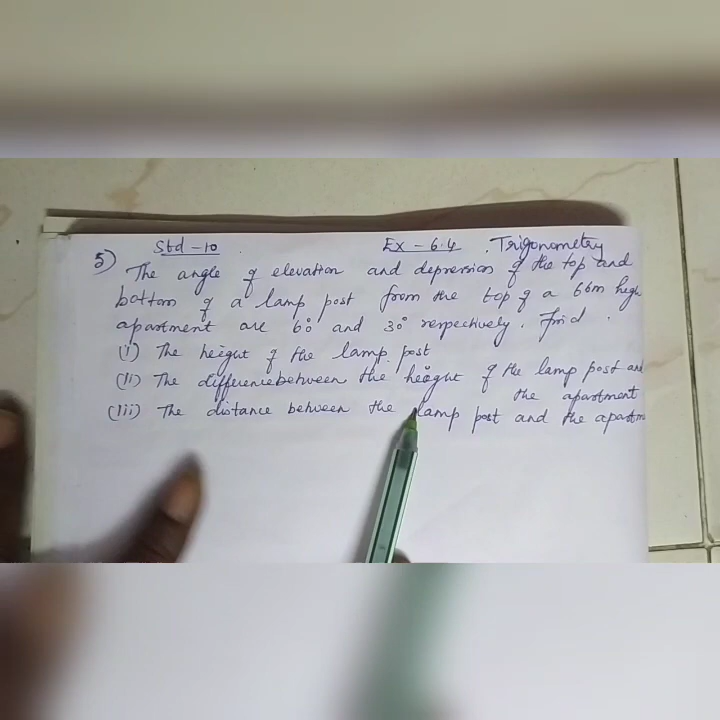 Std - 10 Ex - 6.4 Trigonometry
5) The angle of elevation and depression of the top and
bottom of a lamp post from the top of a 66m high
apartment are 60° and 30° respectively. Find
(i) The height of the lamp post
(ii) The difference between the height of the lamp post and
the apartment
(iii) The distance between the lamp post and the apartm